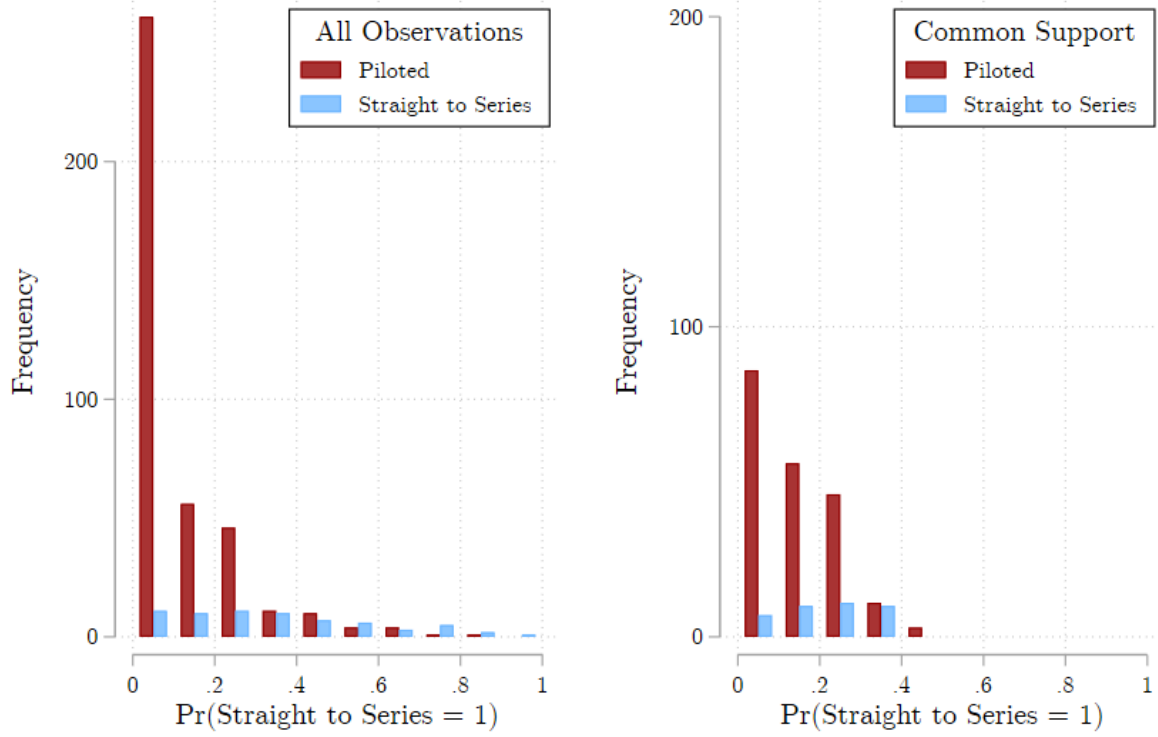 All Observations
Piloted
Straight to Series
Frequency
200
100
0
0 .2 .4 .6 .8 1
Pr(Straight to Series = 1)
Common Support
Piloted
Straight to Series
Frequency
200
100
0
0 .2 .4 .6 .8 1
Pr(Straight to Series = 1)